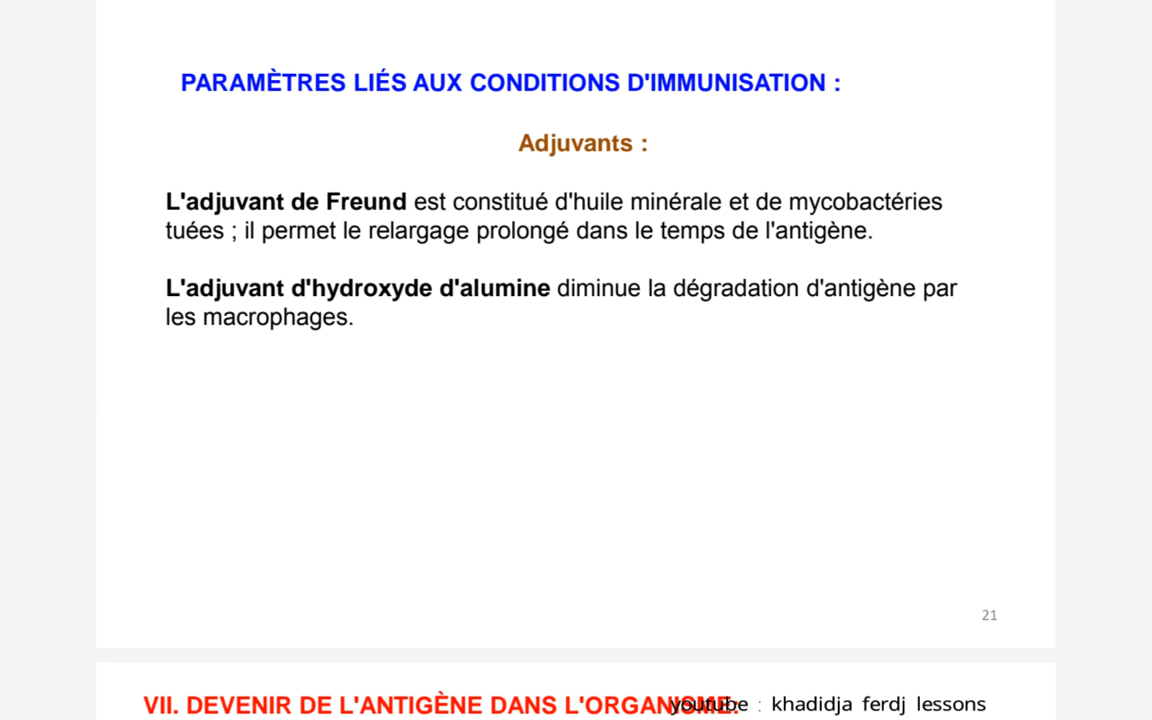 PARAMÈTRES LIÉS AUX CONDITIONS D'IMMUNISATION :
Adjuvants :
L'adjuvant de Freund est constitué d'huile minérale et de mycobactéries
tuées ; il permet le relargage prolongé dans le temps de l'antigène.
L'adjuvant d'hydroxyde d'alumine diminue la dégradation d'antigène par
les macrophages.
21
VII. DEVENIR DE L'ANTIGÈNE DANS L'ORGANISME:
youtube : khadidja ferdj lessons